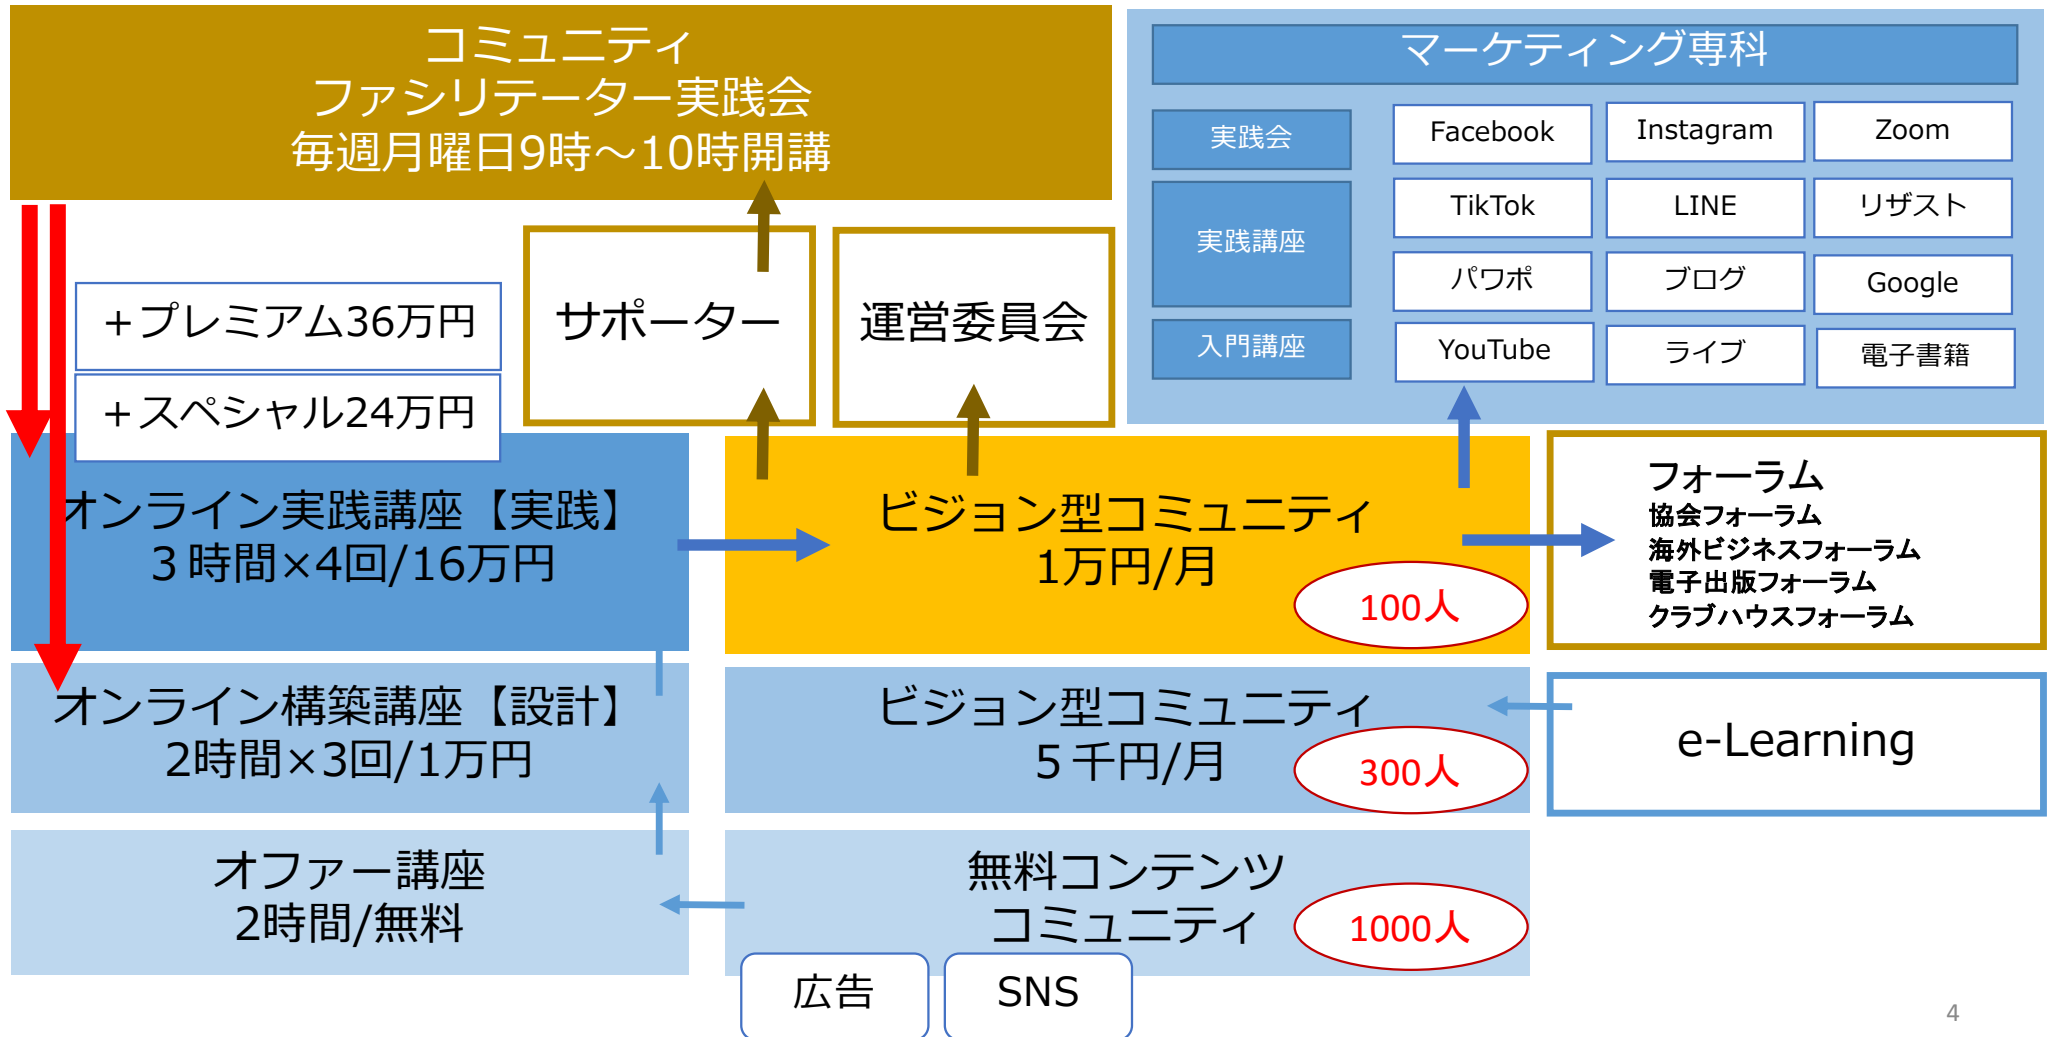 コミュニティ
ファシリテーター実践会
毎週月曜日9時～10時開講
マーケティング専科
実践会
実践講座
入門講座
Facebook
Instagram
Zoom
TikTok
LINE
リザスト
パワポ
ブログ
Google
YouTube
ライブ
電子書籍
＋プレミアム36万円
＋スペシャル24万円
サポーター
運営委員会
オンライン実践講座【実践】
３時間×4回/16万円
ビジョン型コミュニティ
1万円/月
100人
フォーラム
協会フォーラム
海外ビジネスフォーラム
電子出版フォーラム
クラブハウスフォーラム
オンライン構築講座【設計】
2時間×3回/1万円
ビジョン型コミュニティ
５千円/月
300人
e-Learning
オファー講座
2時間/無料
無料コンテンツ
コミュニティ
1000人
広告
SNS
4